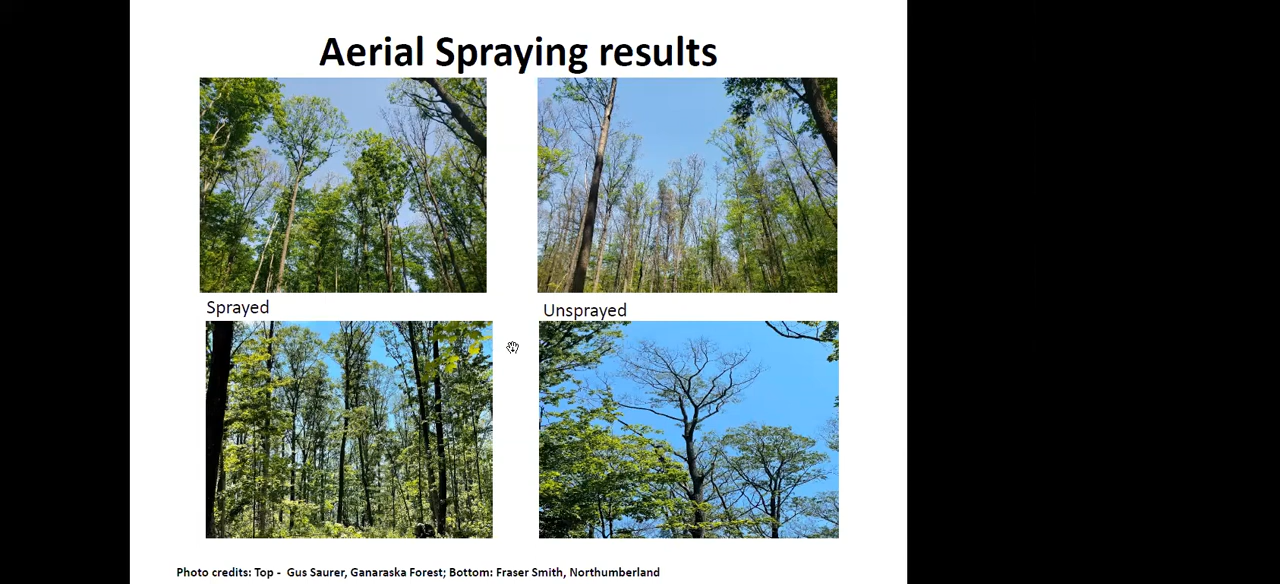 Aerial Spraying results
Sprayed
Unsprayed
Photo credits: Top - Gus Saurer, Ganaraska Forest; Bottom: Fraser Smith, Northumberland